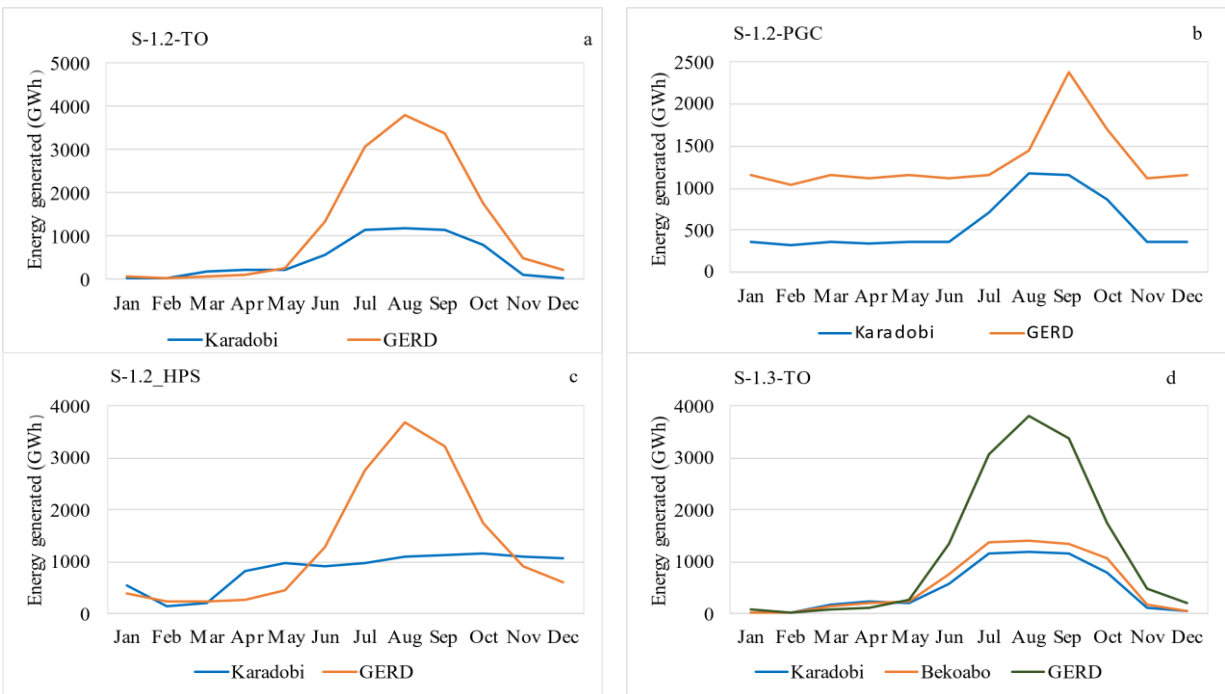 S-1.2-TO a
Energy generated (GWh)
5000
4000
3000
2000
1000
0
Jan Feb Mar Apr May Jun Jul Aug Sep Oct Nov Dec
Karadobi GERD
S-1.2-PGC b
Energy generated (GWh)
2500
2000
1500
1000
500
0
Jan Feb Mar Apr May Jun Jul Aug Sep Oct Nov Dec
Karadobi GERD
S-1.2_HPS c
Energy generated (GWh)
4000
3000
2000
1000
0
Jan Feb Mar Apr May Jun Jul Aug Sep Oct Nov Dec
Karadobi GERD
S-1.3-TO d
Energy generated (GWh)
4000
3000
2000
1000
0
Jan Feb Mar Apr May Jun Jul Aug Sep Oct Nov Dec
Karadobi Bekoabo GERD